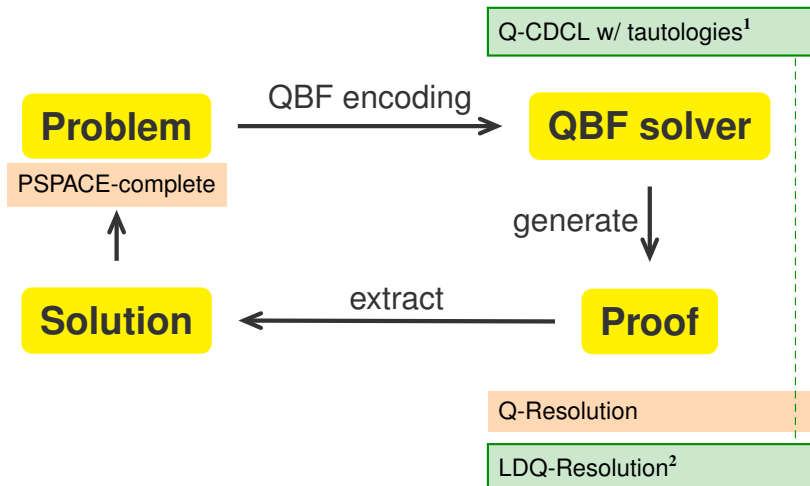 Q-CDCL w/ tautologies¹
QBF encoding
Problem
QBF solver
PSPACE-complete
generate
extract
Solution
Proof
Q-Resolution
LDQ-Resolution²